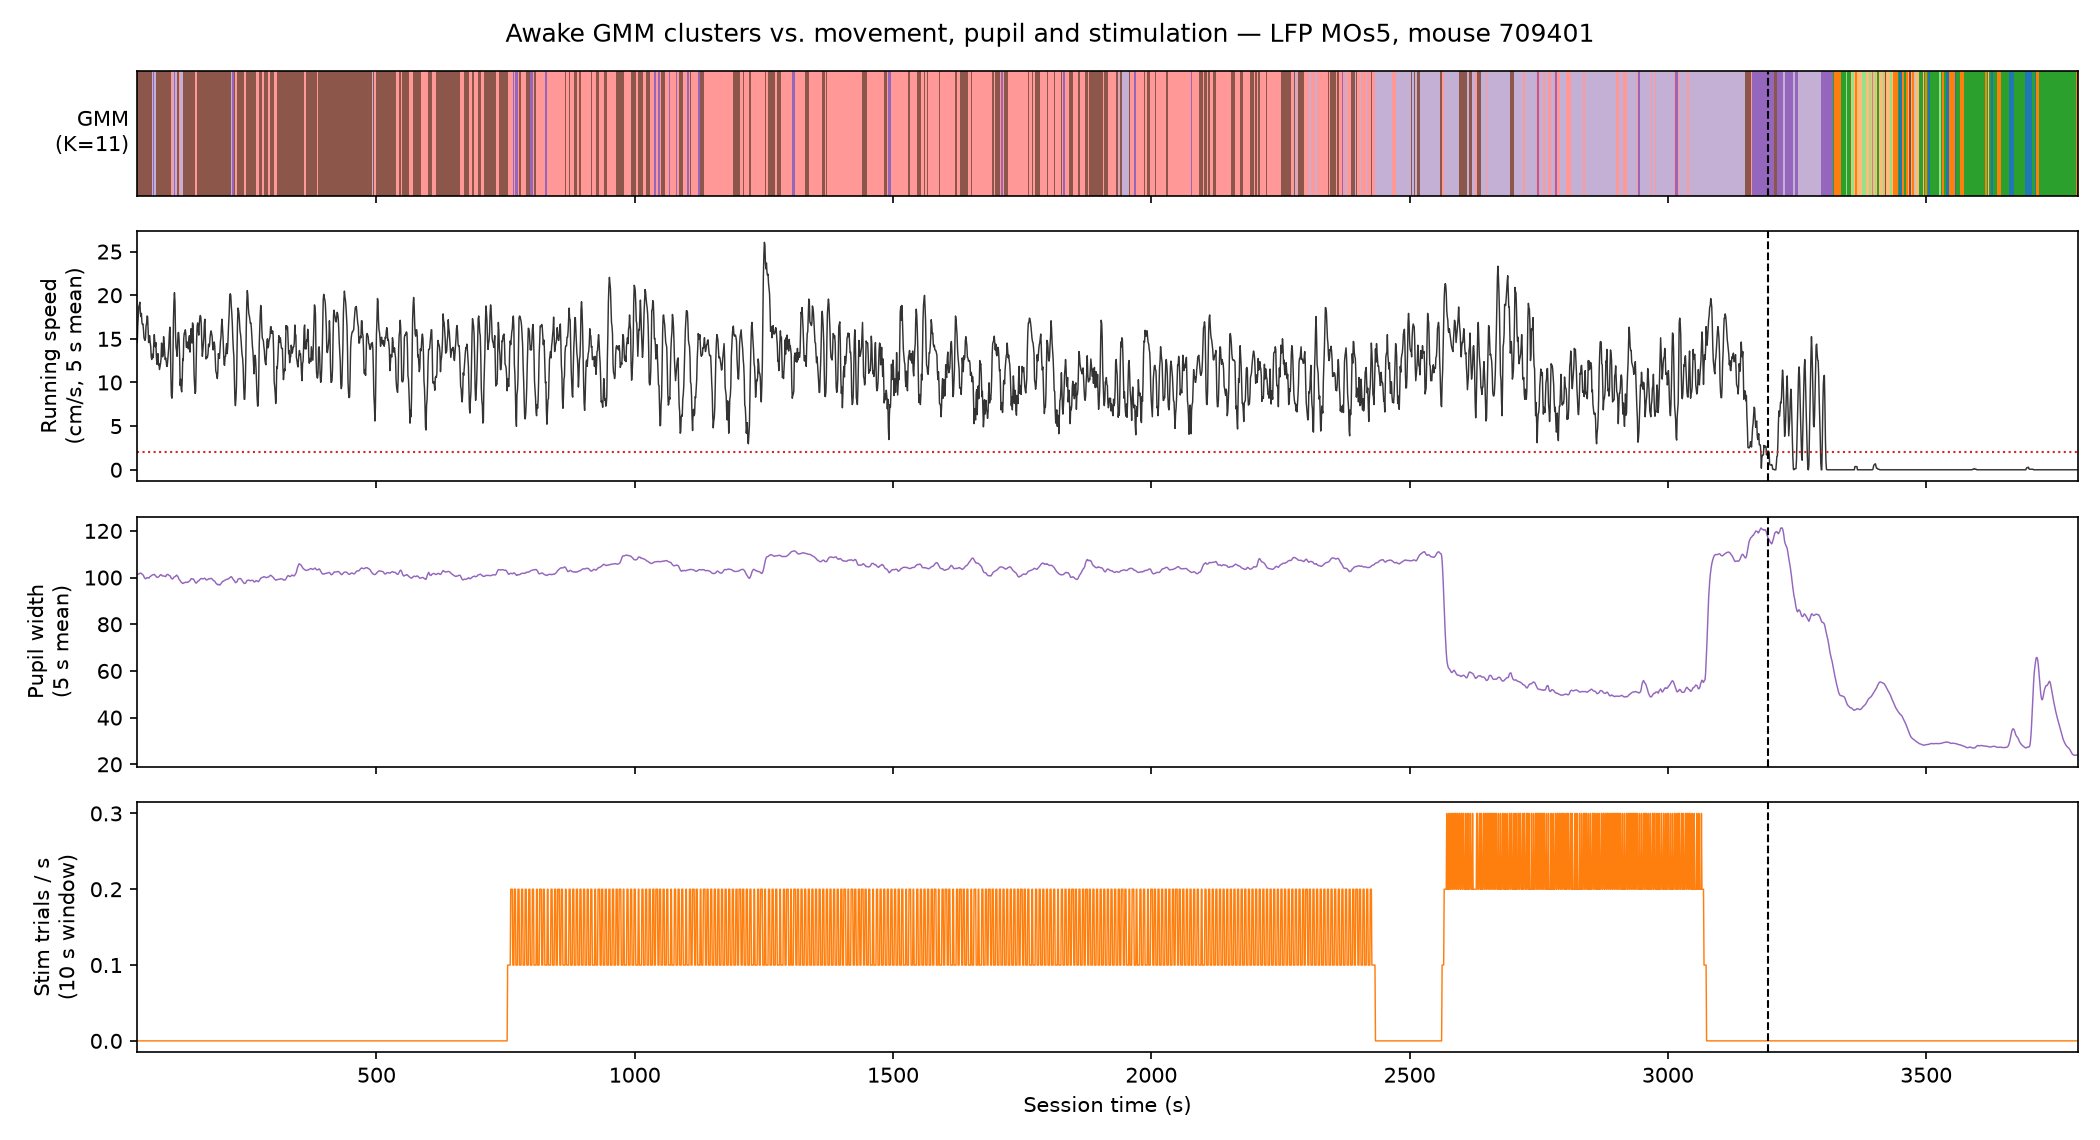 Awake GMM clusters vs. movement, pupil and stimulation — LFP MOs5, mouse 709401
GMM
(K=11)
Running speed
(cm/s, 5 s mean)
25
20
15
10
5
0
Pupil width
(5 s mean)
120
100
80
60
40
20
Stim trials / s
(10 s window)
0.3
0.2
0.1
0.0
500
1000
1500
2000
2500
3000
3500
Session time (s)